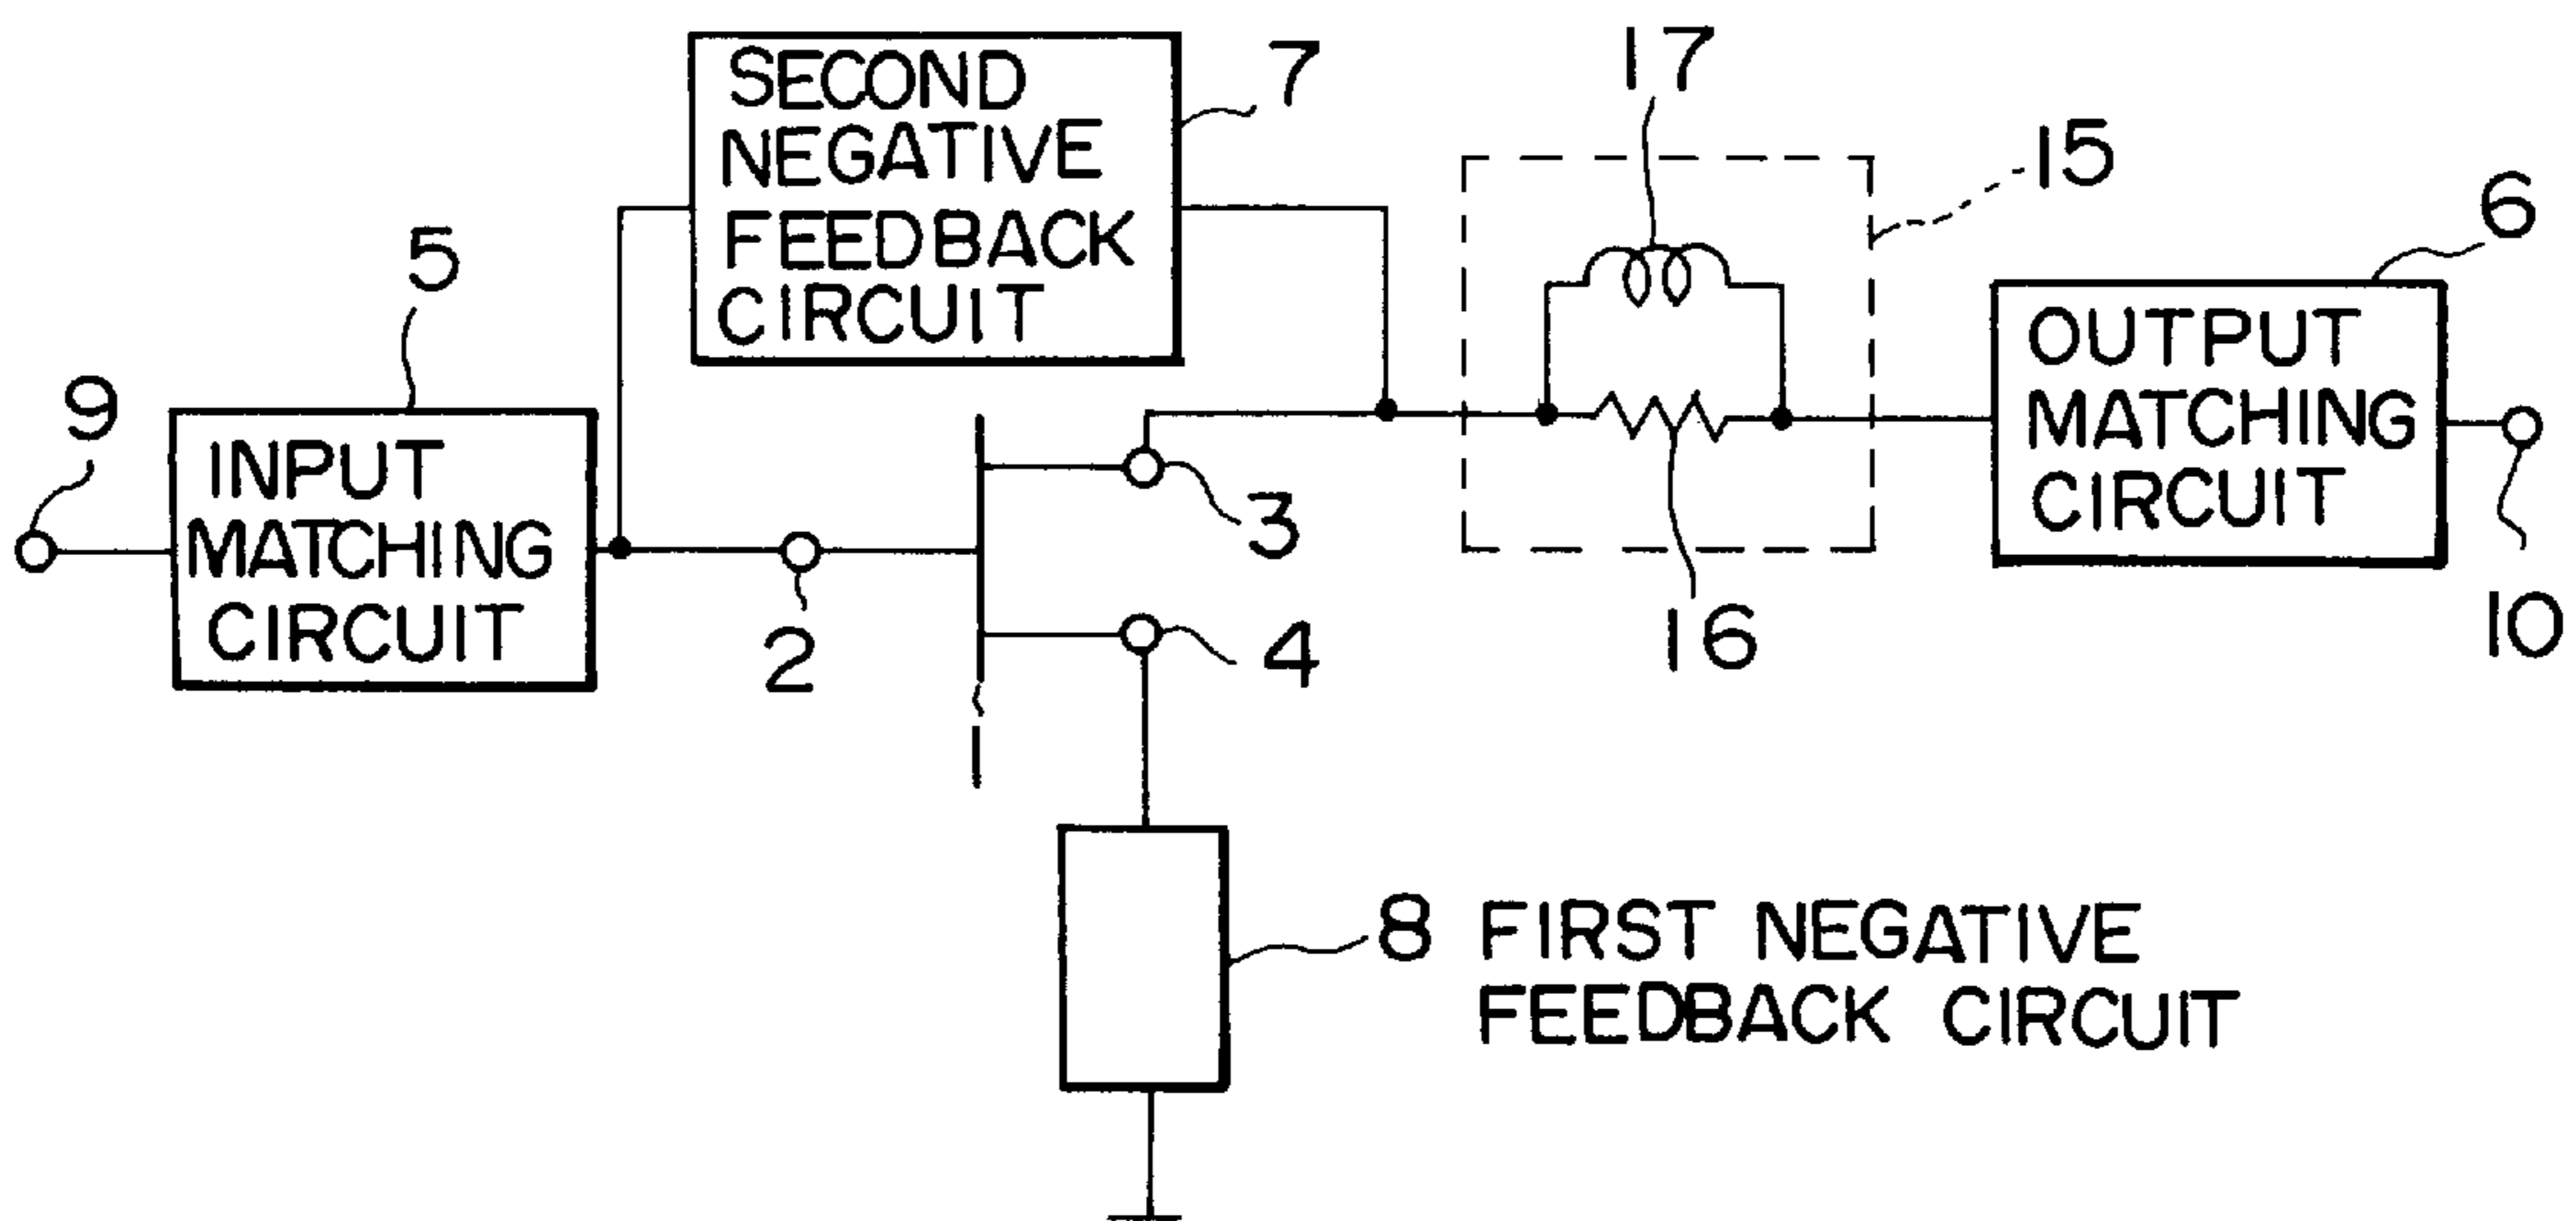 SECOND
NEGATIVE
FEEDBACK
CIRCUIT
7
17
15
6
5
9
INPUT
MATCHING
CIRCUIT
OUTPUT
MATCHING
CIRCUIT
2
3
4
1
16
10
8 FIRST NEGATIVE
FEEDBACK CIRCUIT